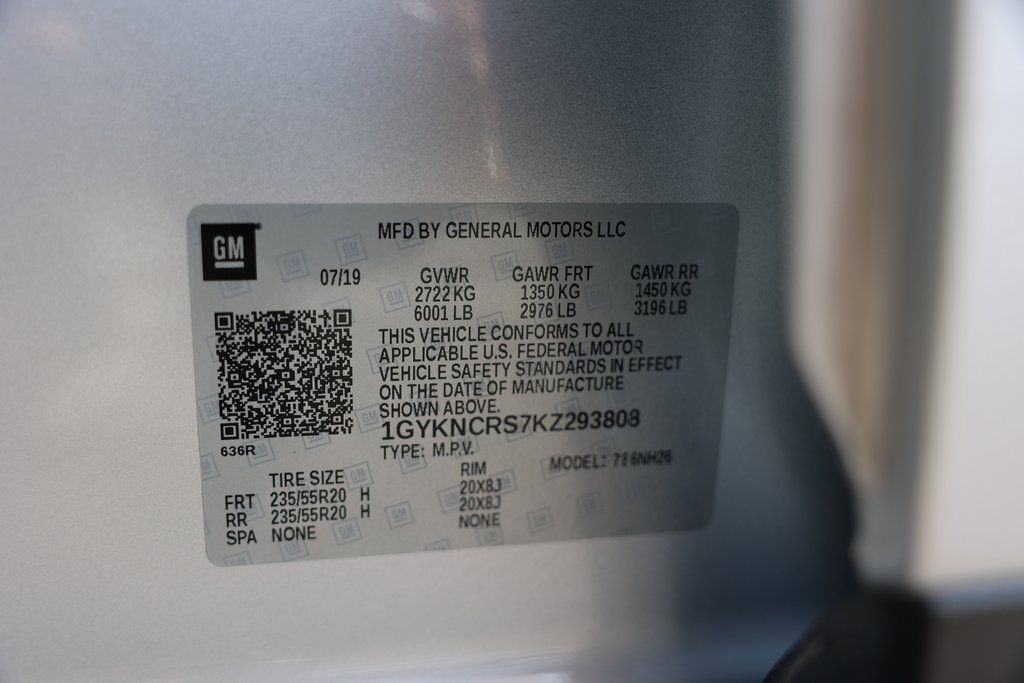 GM
MFD BY GENERAL MOTORS LLC
07/19 GVWR GAWR FRT GAWR RR
2722 KG 1350 KG 1450 KG
6001 LB 2976 LB 3196 LB
THIS VEHICLE CONFORMS TO ALL
APPLICABLE U.S. FEDERAL MOTOR
VEHICLE SAFETY STANDARDS IN EFFECT
ON THE DATE OF MANUFACTURE
SHOWN ABOVE.
1GYKNCRS7KZ293808
636R
TYPE: M.P.V. MODEL:
TIRE SIZE RIM
FRT 235/55R20 H 20X8J
RR 235/55R20 H 20X8J
SPA NONE NONE